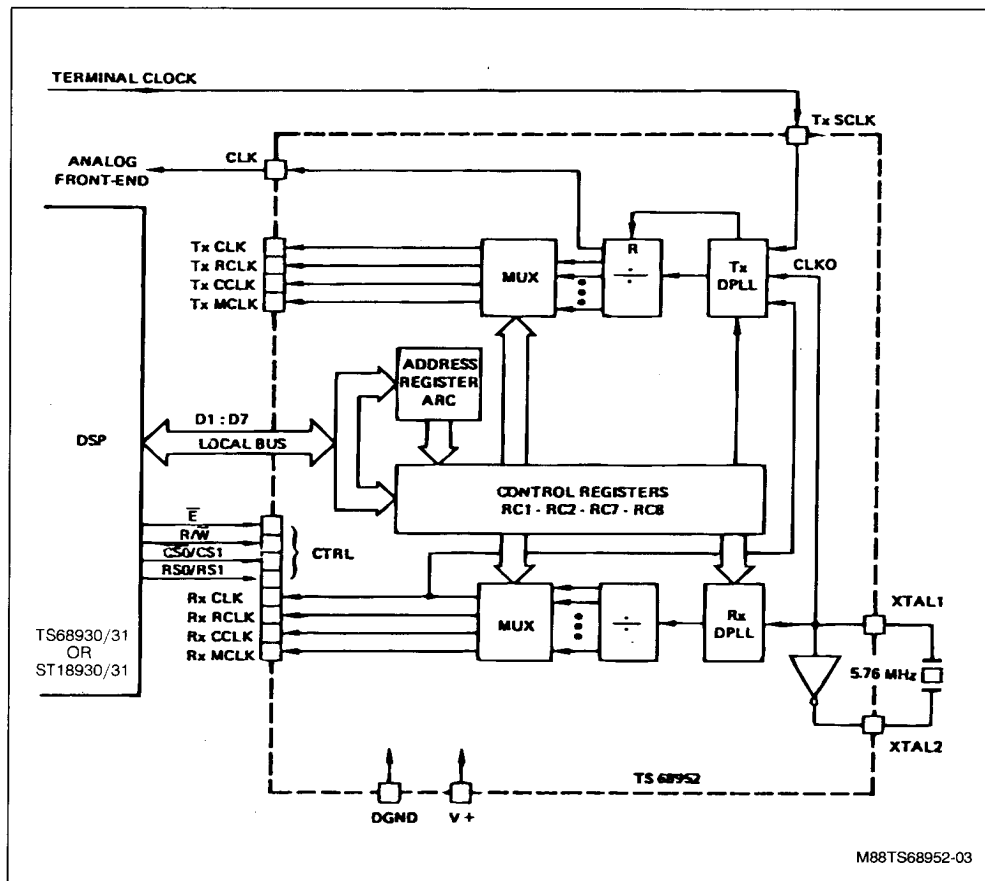 TERMINAL CLOCK
Tx SCLK
ANALOG
FRONT-END
CLK
Tx CLK
Tx RCLK
Tx CCLK
Tx MCLK
MUX
R
÷
Tx
DPLL
CLKO
ADDRESS
REGISTER
ARC
DSP
D1 : D7
LOCAL BUS
CONTROL REGISTERS
RC1 - RC2 - RC7 - RC8
E̅
R/W̅
C̅S̅0̅/CS1
RS0/RS1
CTRL
Rx CLK
Rx RCLK
Rx CCLK
Rx MCLK
MUX
÷
Rx
DPLL
XTAL1
5.76 MHz
XTAL2
TS68930/31
OR
ST18930/31
TS 68952
DGND
V +
M88TS68952-03